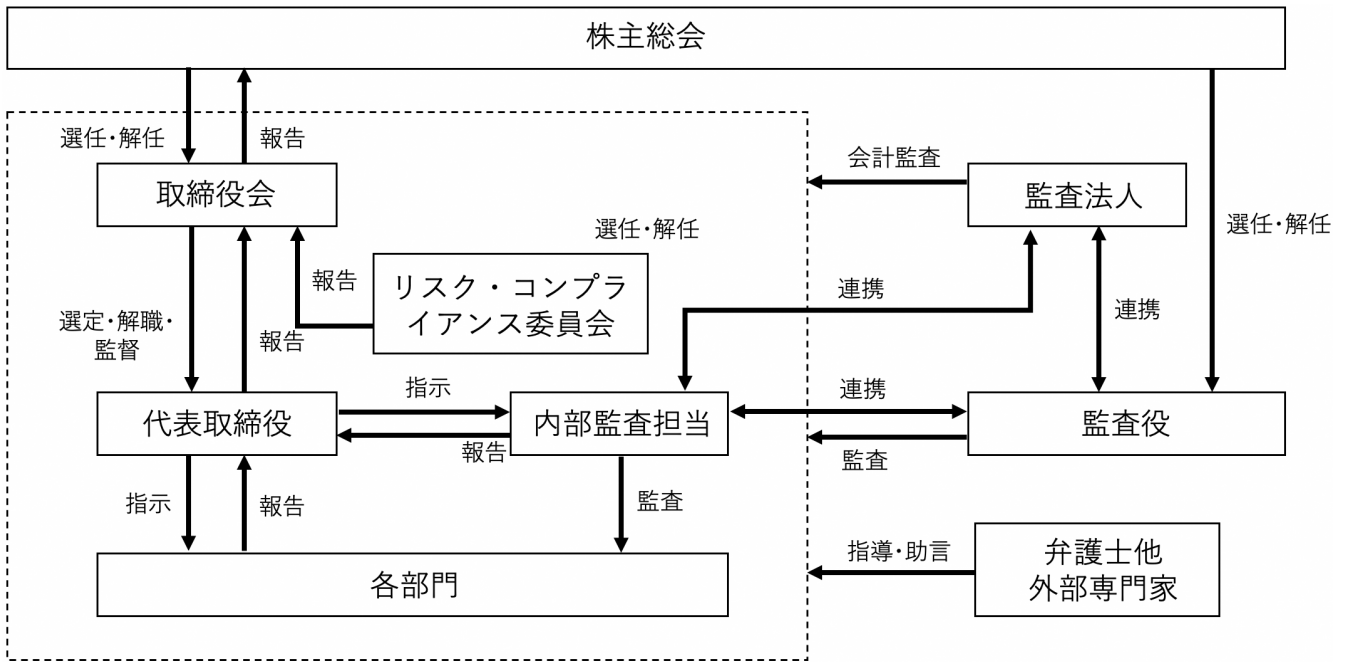 株主総会
選任・解任
報告
会計監査
取締役会
監査法人
選任・解任
選任・解任
報告
リスク・コンプラ
イアンス委員会
連携
連携
選定・解職・
監督
報告
指示
連携
代表取締役
内部監査担当
監査役
報告
監査
指示
報告
監査
指導・助言
弁護士他
外部専門家
各部門